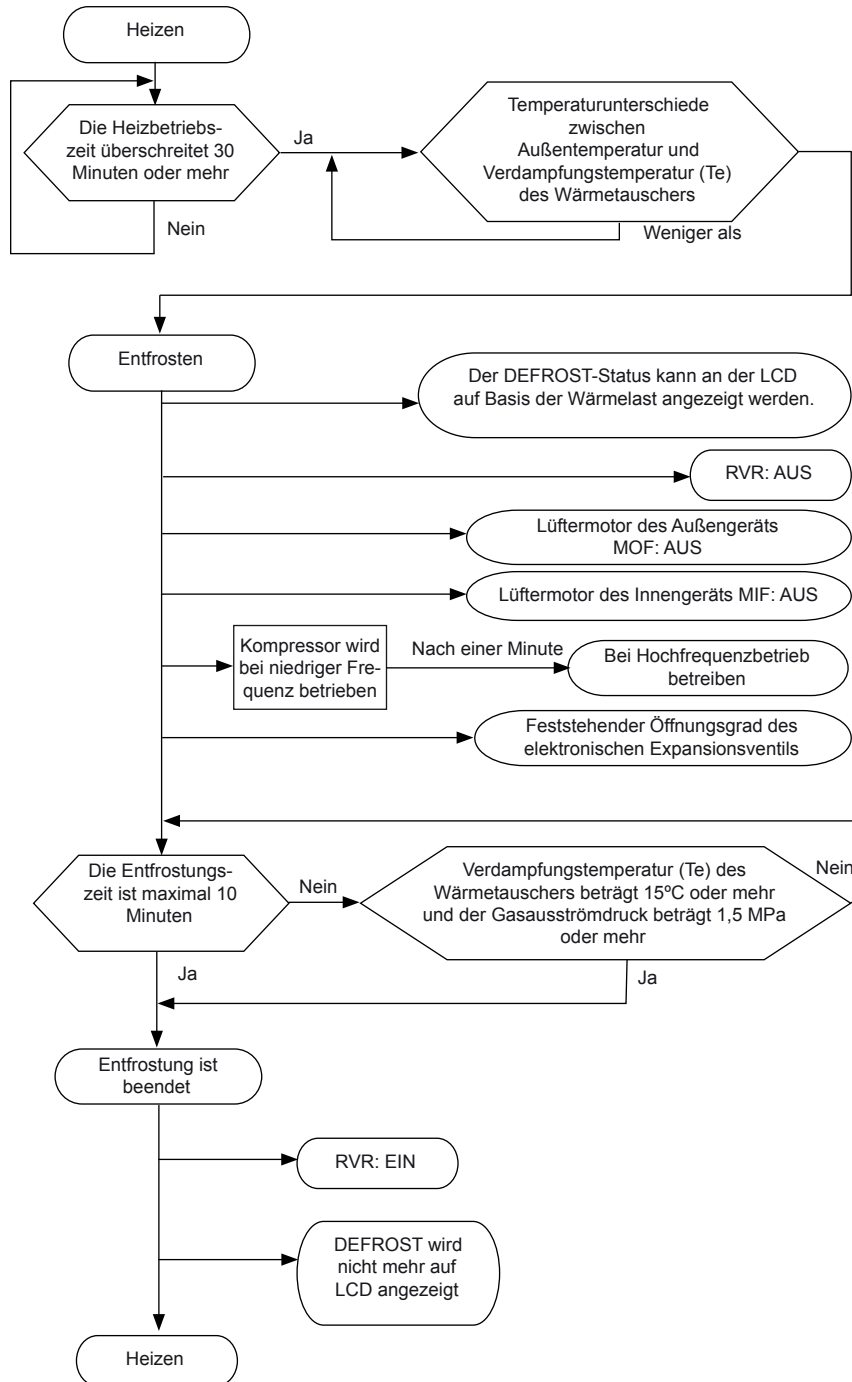 Heizen
Die Heizbetriebs-
zeit überschreitet 30
Minuten oder mehr
Ja
Nein
Temperaturunterschiede
zwischen
Außentemperatur und
Verdampfungstemperatur (Te)
des Wärmetauschers
Weniger als
Entfrosten
Der DEFROST-Status kann an der LCD
auf Basis der Wärmelast angezeigt werden.
RVR: AUS
Lüftermotor des Außengeräts
MOF: AUS
Lüftermotor des Innengeräts MIF: AUS
Kompressor wird
bei niedriger Fre-
quenz betrieben
Nach einer Minute
Bei Hochfrequenzbetrieb
betreiben
Feststehender Öffnungsgrad des
elektronischen Expansionsventils
Die Entfrostungs-
zeit ist maximal 10
Minuten
Nein
Ja
Verdampfungstemperatur (Te) des
Wärmetauschers beträgt 15ºC oder mehr
und der Gasausströmdruck beträgt 1,5 MPa
oder mehr
Nein
Ja
Entfrostung ist
beendet
RVR: EIN
DEFROST wird
nicht mehr auf
LCD angezeigt
Heizen